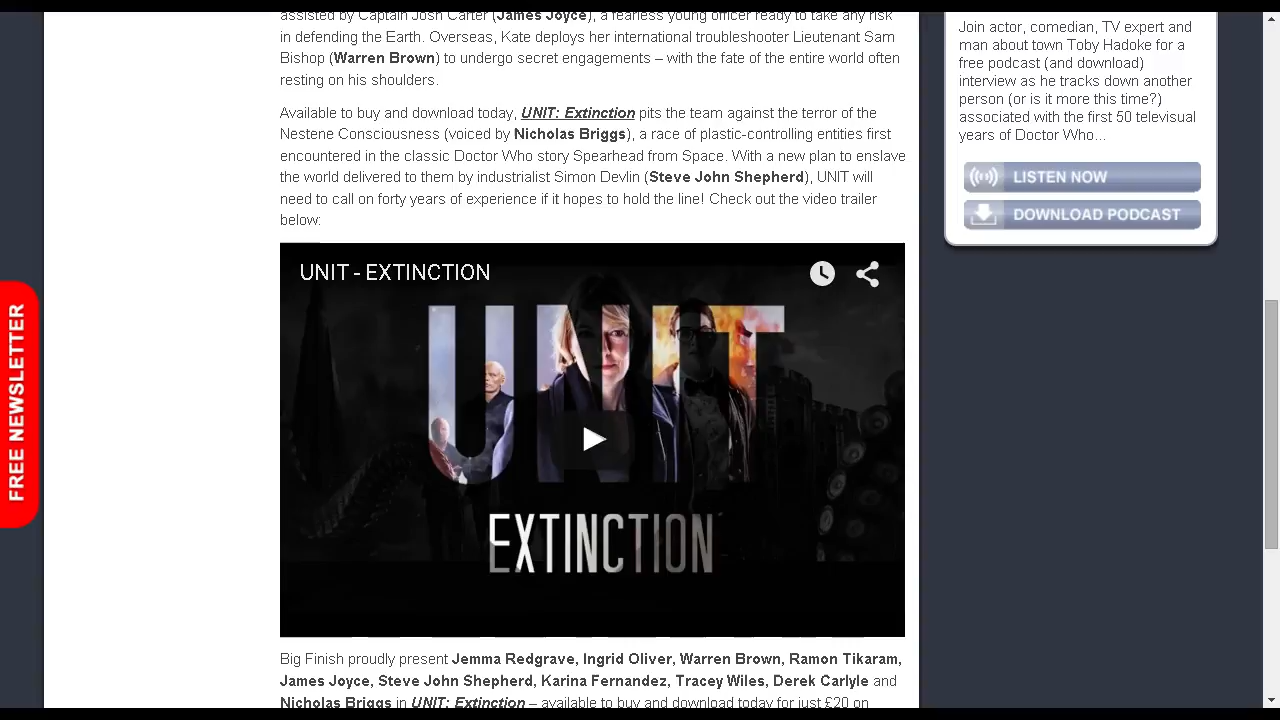 assisted by Captain Josh Carter (James Joyce), a fearless young officer ready to take any risk
in defending the Earth. Overseas, Kate deploys her international troubleshooter Lieutenant Sam
Bishop (Warren Brown) to undergo secret engagements – with the fate of the entire world often
resting on his shoulders.
Available to buy and download today, UNIT: Extinction pits the team against the terror of the
Nestene Consciousness (voiced by Nicholas Briggs), a race of plastic-controlling entities first
encountered in the classic Doctor Who story Spearhead from Space. With a new plan to enslave
the world delivered to them by industrialist Simon Devlin (Steve John Shepherd), UNIT will
need to call on forty years of experience if it hopes to hold the line! Check out the video trailer
below:
UNIT - EXTINCTION
UNIT
EXTINCTION
Big Finish proudly present Jemma Redgrave, Ingrid Oliver, Warren Brown, Ramon Tikaram,
James Joyce, Steve John Shepherd, Karina Fernandez, Tracey Wiles, Derek Carlyle and
Nicholas Briggs in UNIT: Extinction – available to buy and download today for just £20 on
Join actor, comedian, TV expert and
man about town Toby Hadoke for a
free podcast (and download)
interview as he tracks down another
person (or is it more this time?)
associated with the first 50 televisual
years of Doctor Who...
LISTEN NOW
DOWNLOAD PODCAST
FREE NEWSLETTER